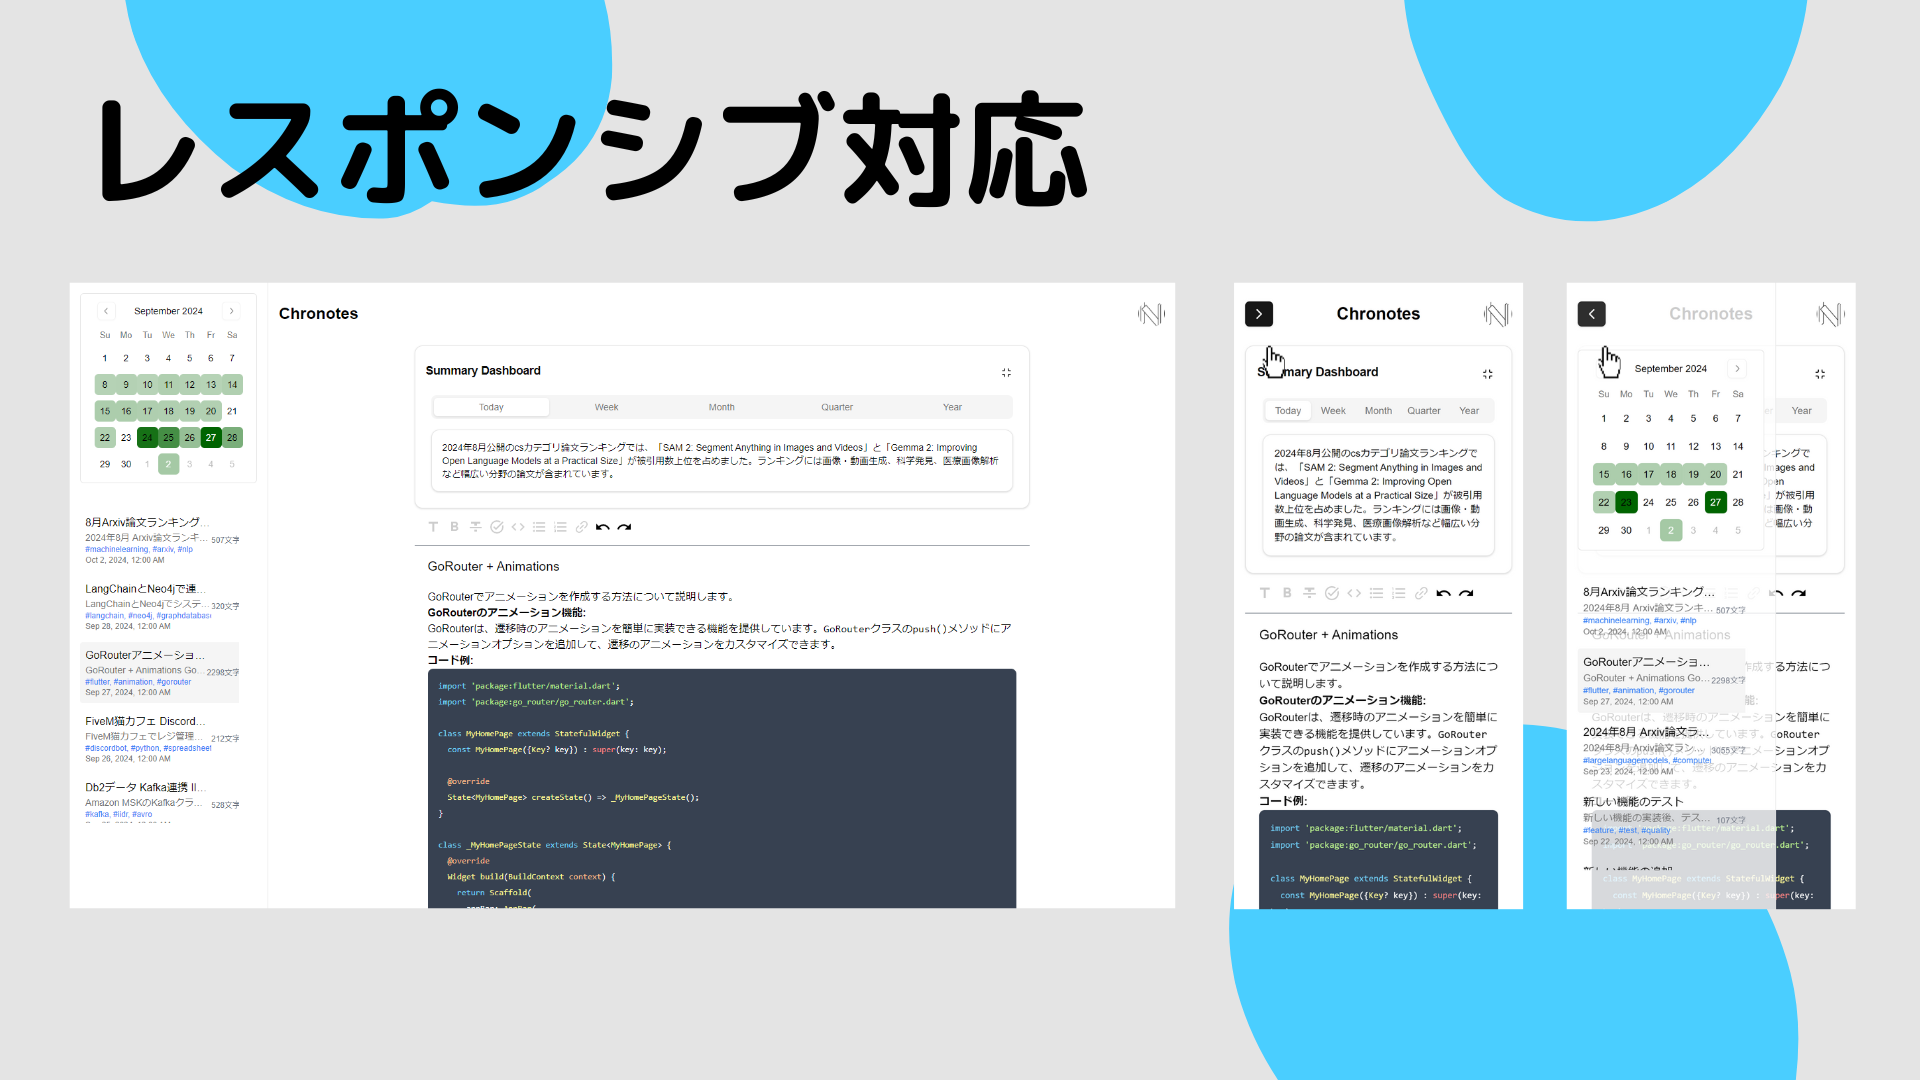 レスポンシブ対応
September 2024
Su Mo Tu We Th Fr Sa
1 2 3 4 5 6 7
8 9 10 11 12 13 14
15 16 17 18 19 20 21
22 23 24 25 26 27 28
29 30 1 2 3 4 5
8月Arxiv論文ランキング...
2024年8月 Arxiv論文ランキ... 507文字
#machinelearning, #arxiv, #nlp
Oct 2, 2024, 12:00 AM
LangChainとNeo4jで連...
LangChainとNeo4jでシステ... 320文字
#langchain, #neo4j, #graphdatabas
Sep 28, 2024, 12:00 AM
GoRouterアニメーショ...
GoRouter + Animations Go... 2298文字
#flutter, #animation, #gorouter
Sep 27, 2024, 12:00 AM
FiveM猫カフェ Discord...
FiveM猫カフェでレジ管理... 212文字
#discordbot, #python, #spreadsheet
Sep 26, 2024, 12:00 AM
Db2データ Kafka連携 II...
Amazon MSKのKafkaクラ... 528文字
#kafka, #iidr, #avro
Chronotes
Summary Dashboard
Today Week Month Quarter Year
2024年8月公開のcsカテゴリ論文ランキングでは、「SAM 2: Segment Anything in Images and Videos」と「Gemma 2: Improving
Open Language Models at a Practical Size」が被引用数上位を占めました。ランキングには画像・動画生成、科学発見、医療画像解析
など幅広い分野の論文が含まれています。
T B
GoRouter + Animations
GoRouterでアニメーションを作成する方法について説明します。
GoRouterのアニメーション機能:
GoRouterは、遷移時のアニメーションを簡単に実装できる機能を提供しています。GoRouterクラスのpush()メソッドにア
ニメーションオプションを追加して、遷移のアニメーションをカスタマイズできます。
コード例:
import 'package:flutter/material.dart';
import 'package:go_router/go_router.dart';
class MyHomePage extends StatefulWidget {
const MyHomePage({Key? key}) : super(key: key);
@override
State<MyHomePage> createState() => _MyHomePageState();
}
class _MyHomePageState extends State<MyHomePage> {
@override
Widget build(BuildContext context) {
return Scaffold(
Chronotes
Summary Dashboard
Today Week Month Quarter Year
2024年8月公開のcsカテゴリ論文ランキングで
は、「SAM 2: Segment Anything in Images and
Videos」と「Gemma 2: Improving Open
Language Models at a Practical Size」が被引用
数上位を占めました。ランキングには画像・動
画生成、科学発見、医療画像解析など幅広い分
野の論文が含まれています。
T B
GoRouter + Animations
GoRouterでアニメーションを作成する方法につ
いて説明します。
GoRouterのアニメーション機能:
GoRouterは、遷移時のアニメーションを簡単に
実装できる機能を提供しています。GoRouter
クラスのpush()メソッドにアニメーションオプ
ションを追加して、遷移のアニメーションをカ
スタマイズできます。
コード例:
import 'package:flutter/material.dart';
import 'package:go_router/go_router.dart';
class MyHomePage extends StatefulWidget {
const MyHomePage({Key? key}) : super(key:
Chronotes
September 2024
Su Mo Tu We Th Fr Sa
1 2 3 4 5 6 7
8 9 10 11 12 13 14
15 16 17 18 19 20 21
22 23 24 25 26 27 28
29 30 1 2 3 4 5
Year
8月Arxiv論文ランキング...
2024年8月 Arxiv論文ランキ... 507文字
#machinelearning, #arxiv, #nlp
Oct 2, 2024, 12:00 AM
GoRouterアニメーショ...
GoRouter + Animations Go... 2298文字
#flutter, #animation, #gorouter
Sep 27, 2024, 12:00 AM
2024年8月 Arxiv論文ラ...
2024年8月 Arxiv論文ラン... 3055文字
#largelanguagemodels, #computer
Sep 23, 2024, 12:00 AM
新しい機能のテスト
新しい機能の実装後、テス... 107文字
#feature, #test, #quality
Sep 22, 2024, 12:00 AM